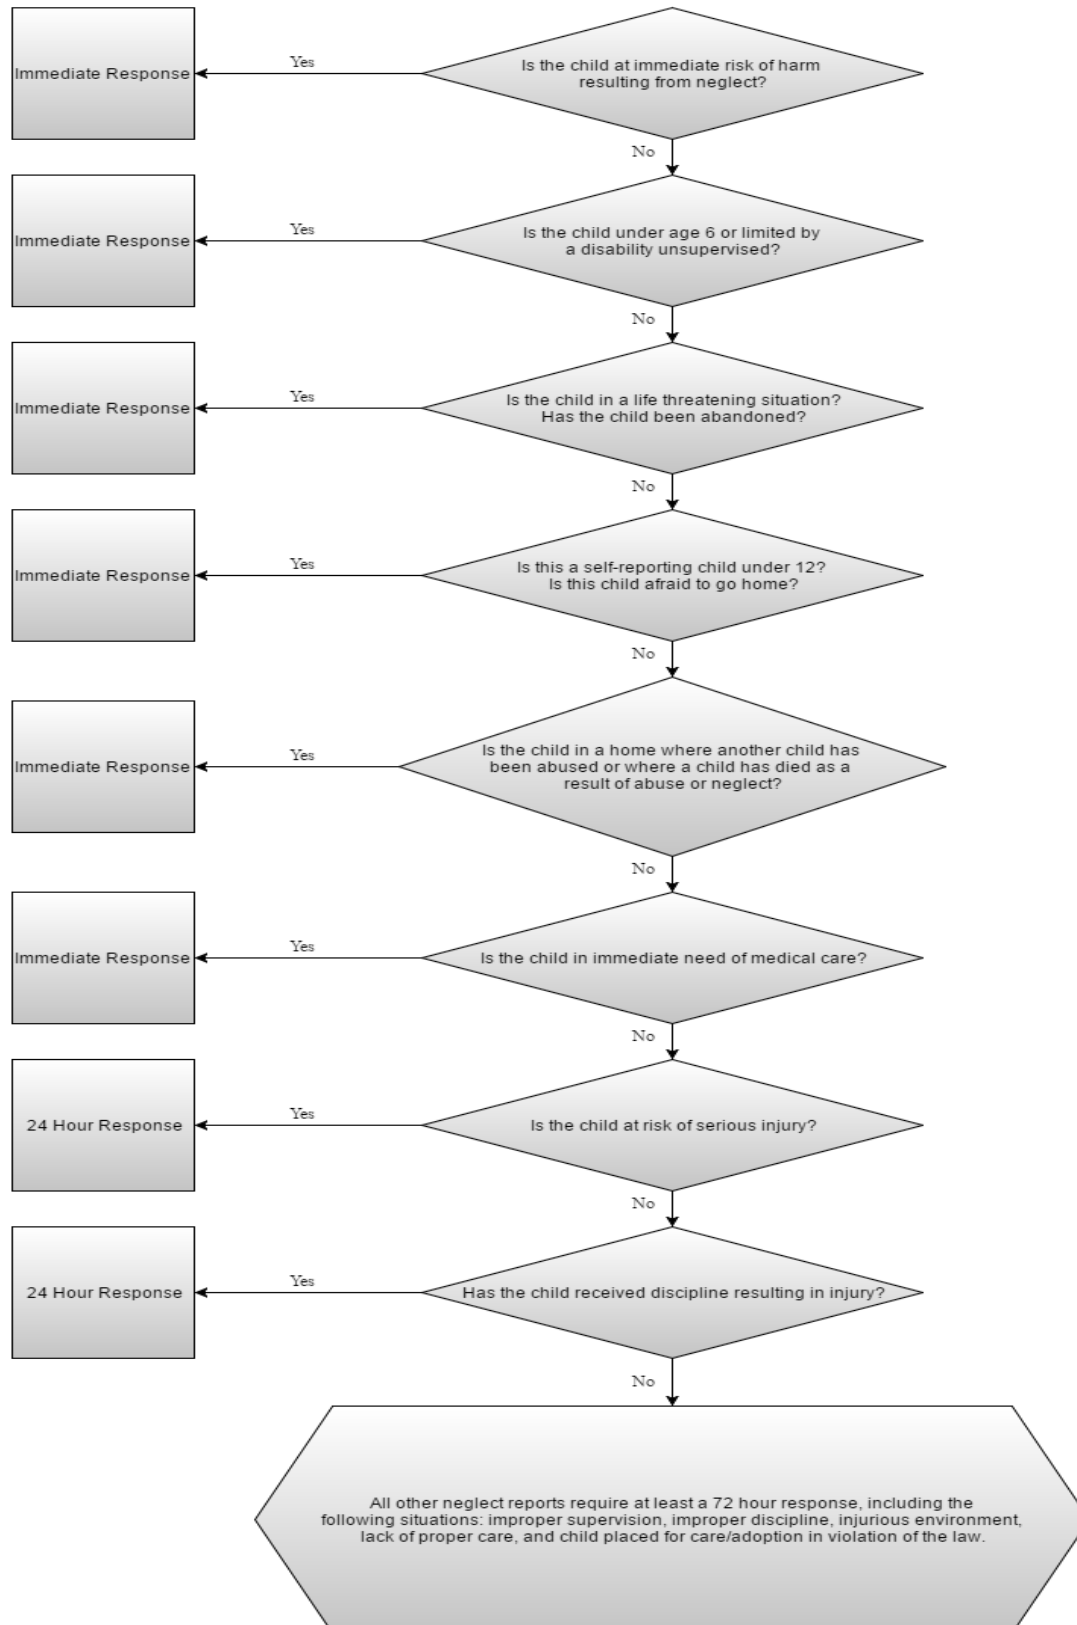 Is the child at immediate risk of harm
resulting from neglect?
Yes
Immediate Response
No
Is the child under age 6 or limited by
a disability unsupervised?
Yes
Immediate Response
No
Is the child in a life threatening situation?
Has the child been abandoned?
Yes
Immediate Response
No
Is this a self-reporting child under 12?
Is this child afraid to go home?
Yes
Immediate Response
No
Is the child in a home where another child has
been abused or where a child has died as a
result of abuse or neglect?
Yes
Immediate Response
No
Is the child in immediate need of medical care?
Yes
Immediate Response
No
Is the child at risk of serious injury?
Yes
24 Hour Response
No
Has the child received discipline resulting in injury?
Yes
24 Hour Response
No
All other neglect reports require at least a 72 hour response, including the
following situations: improper supervision, improper discipline, injurious environment,
lack of proper care, and child placed for care/adoption in violation of the law.